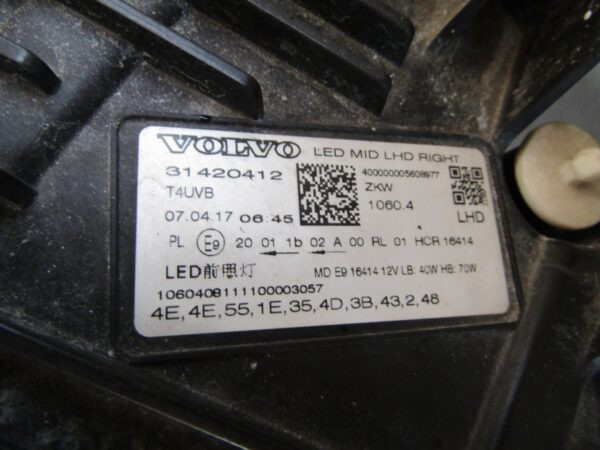 VOLVO LED MID LHD RIGHT
31420412 400000005608977
T4UVB ZKW
07.04.17 06:45 1060.4 LHD
PL E9 20 01 1b 02 A 00 RL 01 HCR 16414
LED前照灯 MD E9 16414 12V LB: 40W HB: 70W
1060408111100003057
4E,4E,55,1E,35,4D,3B,43,2,48